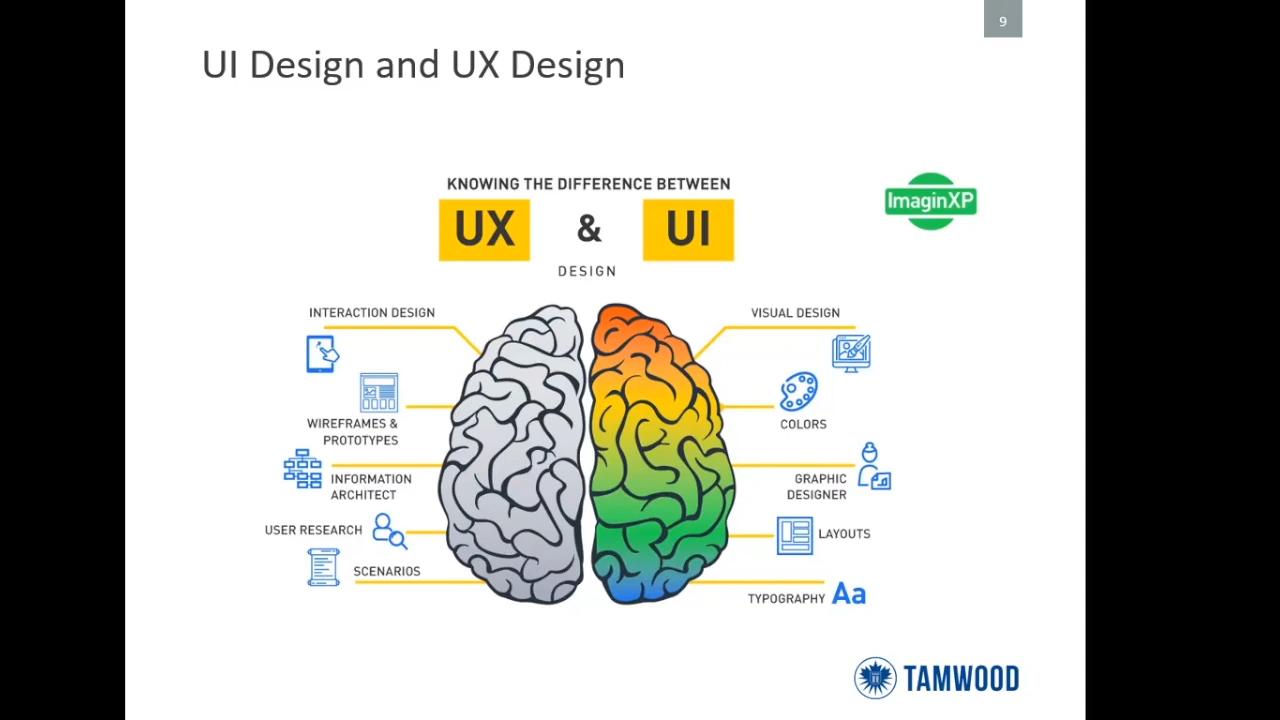 9
UI Design and UX Design
KNOWING THE DIFFERENCE BETWEEN
UX & UI
DESIGN
ImaginXP
INTERACTION DESIGN
WIREFRAMES &
PROTOTYPES
INFORMATION
ARCHITECT
USER RESEARCH
SCENARIOS
VISUAL DESIGN
COLORS
GRAPHIC
DESIGNER
LAYOUTS
TYPOGRAPHY Aa
TAMWOOD